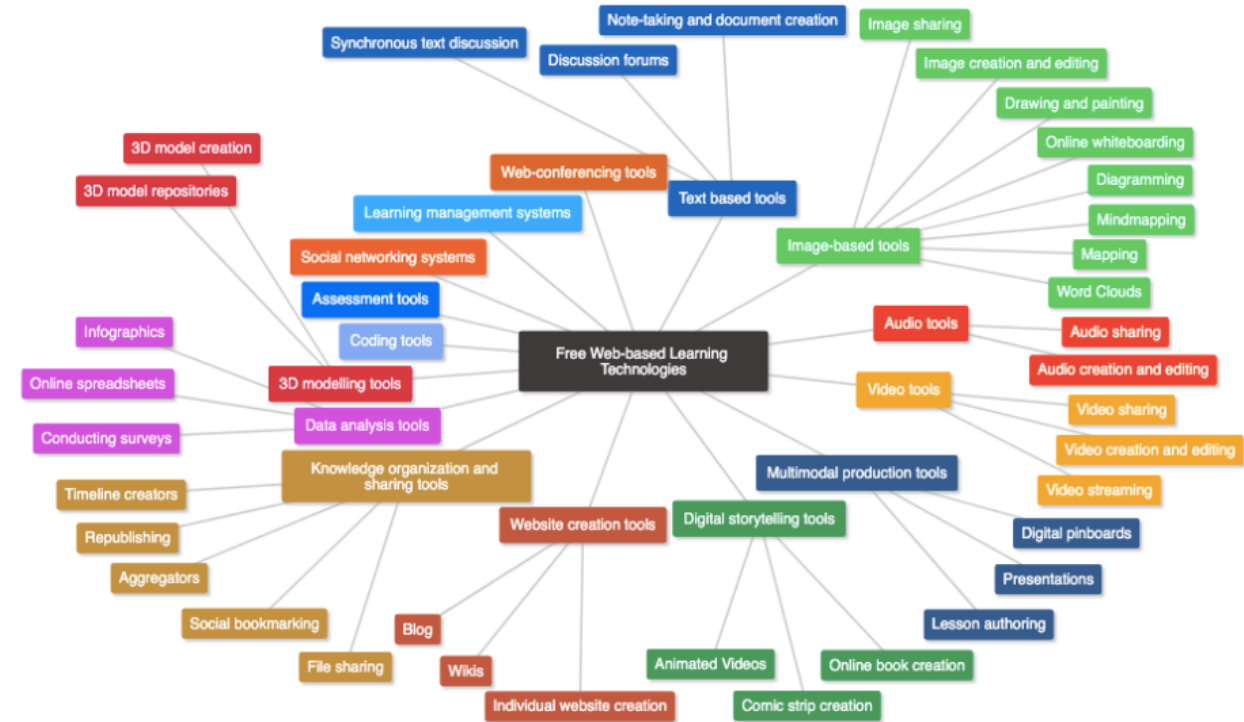 Note-taking and document creation
Image sharing
Synchronous text discussion
Discussion forums
Image creation and editing
Drawing and painting
3D model creation
Online whiteboarding
Web-conferencing tools
3D model repositories
Text based tools
Diagramming
Learning management systems
Mindmapping
Image-based tools
Social networking systems
Mapping
Assessment tools
Word Clouds
Infographics
Coding tools
Audio tools
Audio sharing
Free Web-based Learning
Technologies
Audio creation and editing
Online spreadsheets
3D modelling tools
Video tools
Video sharing
Data analysis tools
Conducting surveys
Video creation and editing
Knowledge organization and
sharing tools
Multimodal production tools
Timeline creators
Video streaming
Website creation tools
Digital storytelling tools
Republishing
Digital pinboards
Aggregators
Presentations
Social bookmarking
Blog
Lesson authoring
File sharing
Wikis
Animated Videos
Online book creation
Individual website creation
Comic strip creation